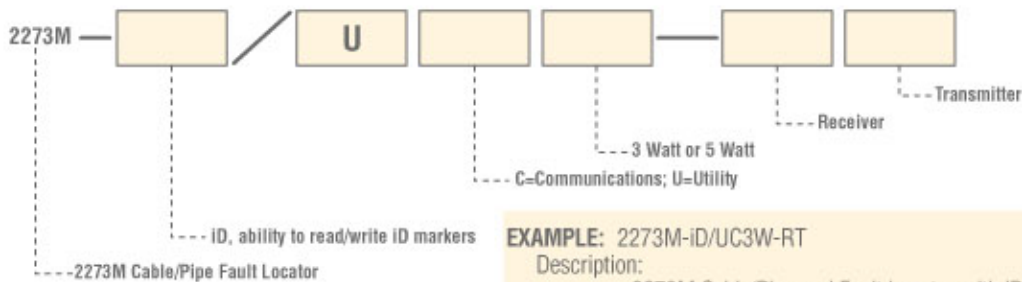 2273M
U
Transmitter
Receiver
3 Watt or 5 Watt
C=Communications; U=Utility
iD, ability to read/write iD markers
2273M Cable/Pipe Fault Locator
EXAMPLE: 2273M-iD/UC3W-RT
Description: